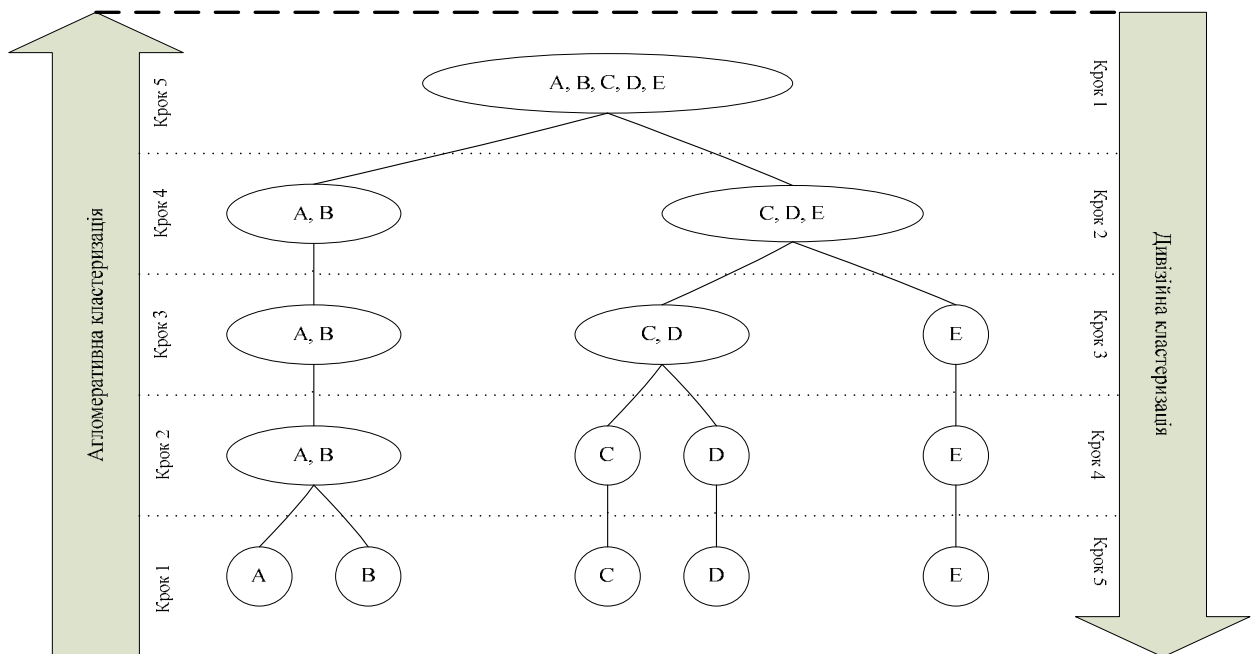 Агломеративна кластеризація
Крок 5
A, B, C, D, E
Крок 1
Крок 4
A, B
C, D, E
Крок 2
Крок 3
A, B
C, D
E
Крок 3
Крок 2
A, B
C
D
E
Крок 4
Крок 1
A
B
C
D
E
Крок 5
Дивізійна кластеризація